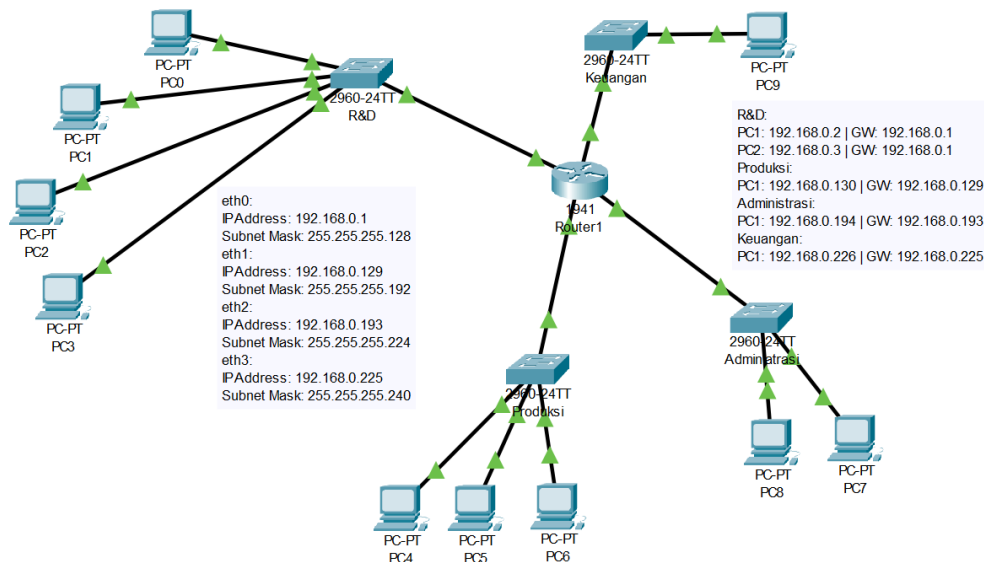 PC-PT
PC0
PC-PT
PC1
PC-PT
PC2
PC-PT
PC3
2960-24TT
R&D
2960-24TT
Keuangan
PC-PT
PC9
1941
Router1
eth0:
IPAddress: 192.168.0.1
Subnet Mask: 255.255.255.128
eth1:
IPAddress: 192.168.0.129
Subnet Mask: 255.255.255.192
eth2:
IPAddress: 192.168.0.193
Subnet Mask: 255.255.255.224
eth3:
IPAddress: 192.168.0.225
Subnet Mask: 255.255.255.240
R&D:
PC1: 192.168.0.2 | GW: 192.168.0.1
PC2: 192.168.0.3 | GW: 192.168.0.1
Produksi:
PC1: 192.168.0.130 | GW: 192.168.0.129
Administrasi:
PC1: 192.168.0.194 | GW: 192.168.0.193
Keuangan:
PC1: 192.168.0.226 | GW: 192.168.0.225
2960-24TT
Produksi
2960-24TT
Adminiatrasi
PC-PT
PC4
PC-PT
PC5
PC-PT
PC6
PC-PT
PC8
PC-PT
PC7